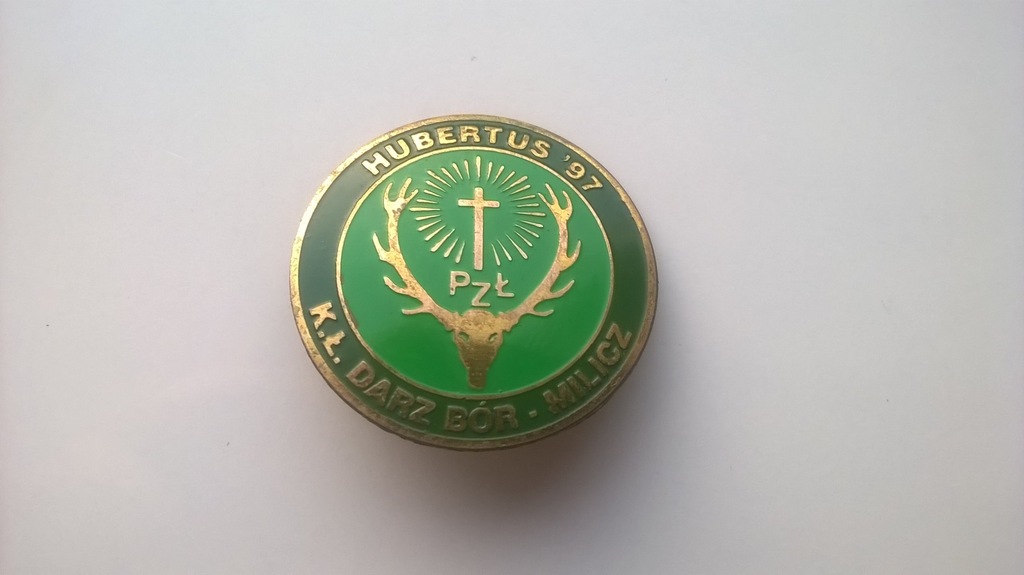 HUBERTUS '97
PZŁ
K.Ł. DARZ BÓR - MILICZ